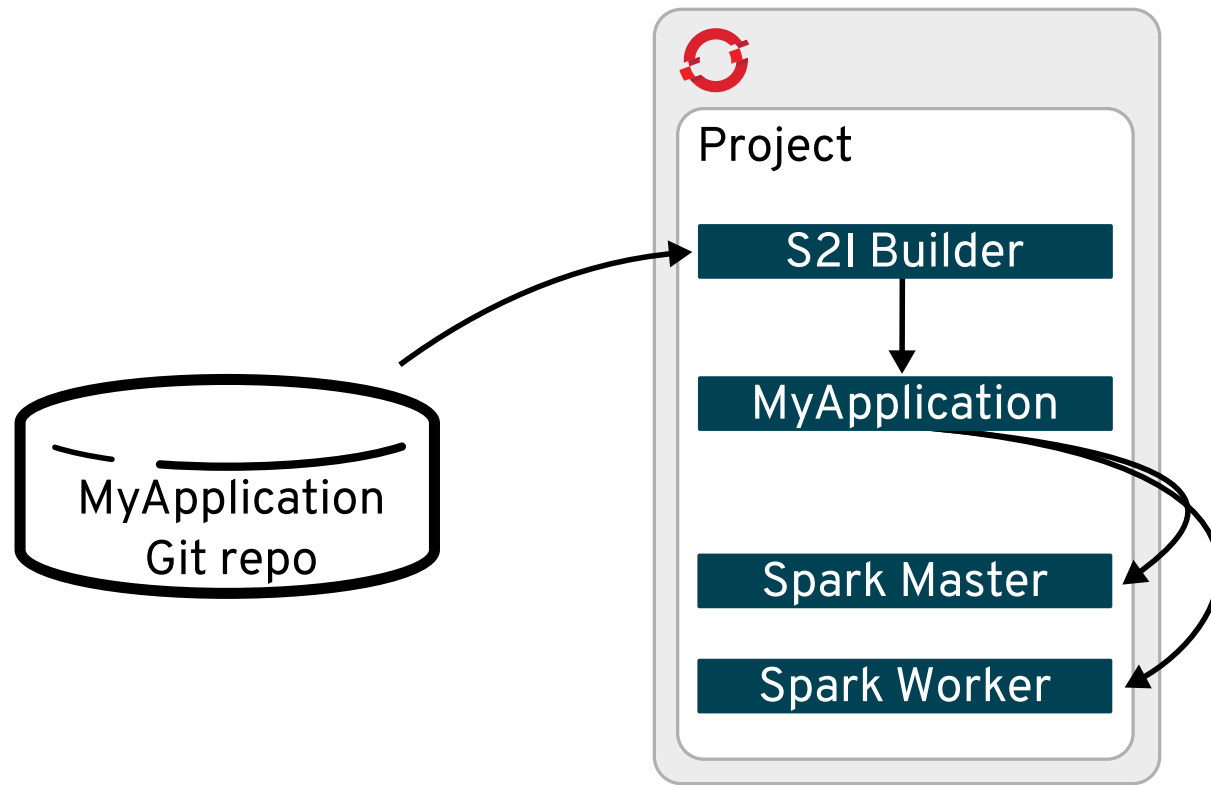 Project
S2I Builder
MyApplication
MyApplication
Git repo
Spark Master
Spark Worker